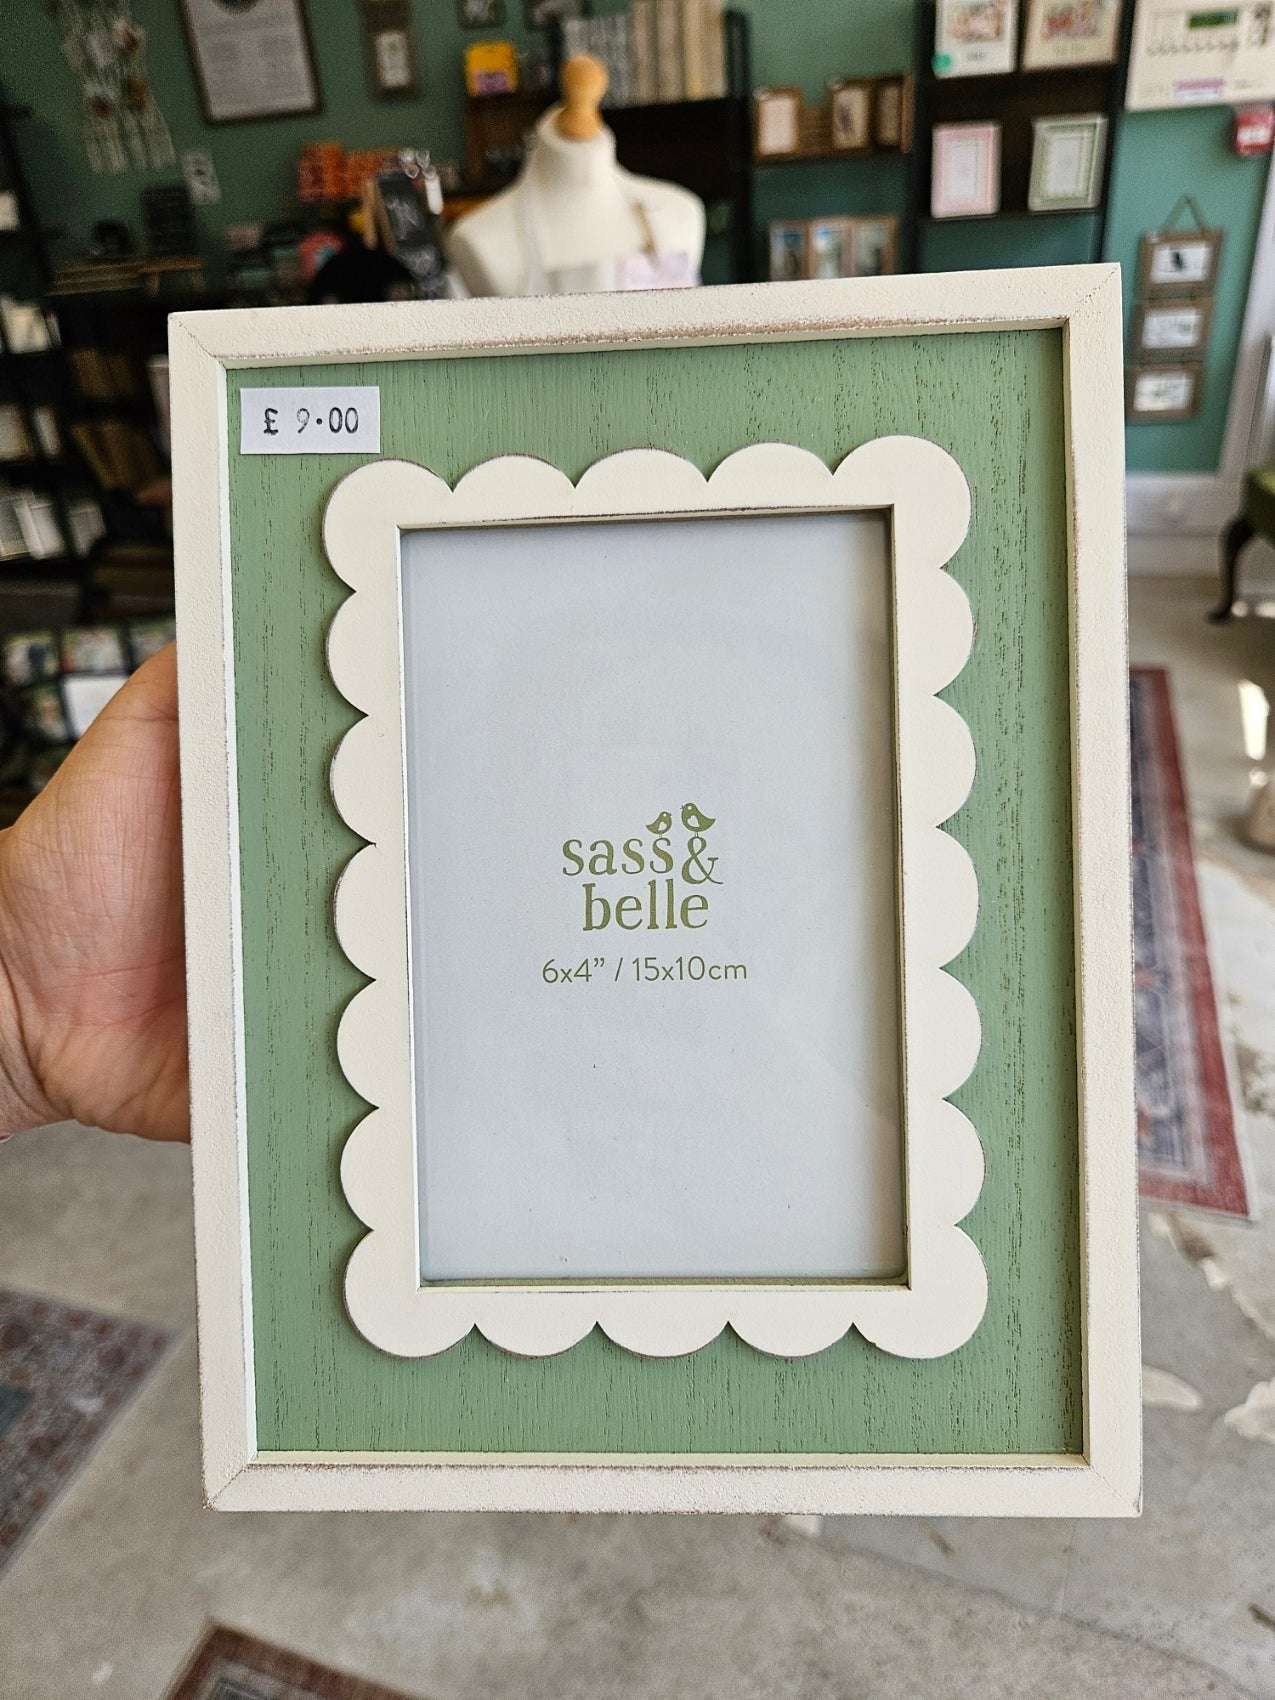 £ 9.00
sass &
belle
6x4” / 15x10cm